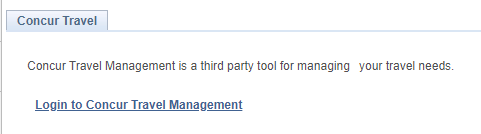 Concur Travel
Concur Travel Management is a third party tool for managing your travel needs.
Login to Concur Travel Management